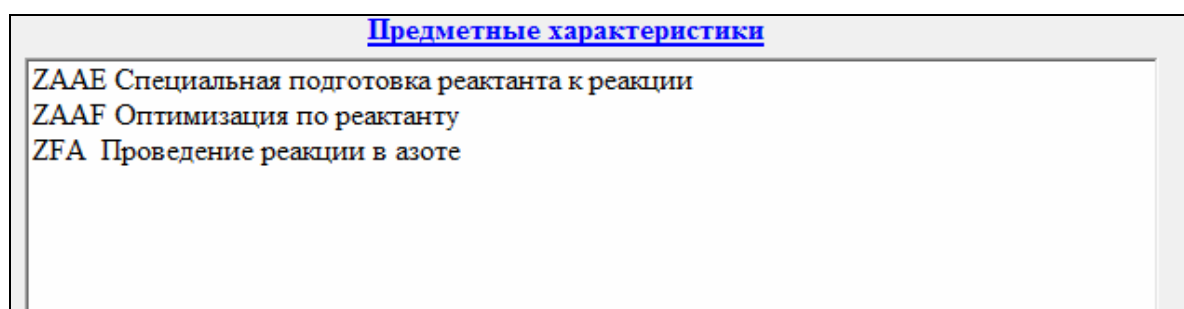 Предметные характеристики
ZAAE Специальная подготовка реактанта к реакции
ZAAF Оптимизация по реактанту
ZFA Проведение реакции в азоте